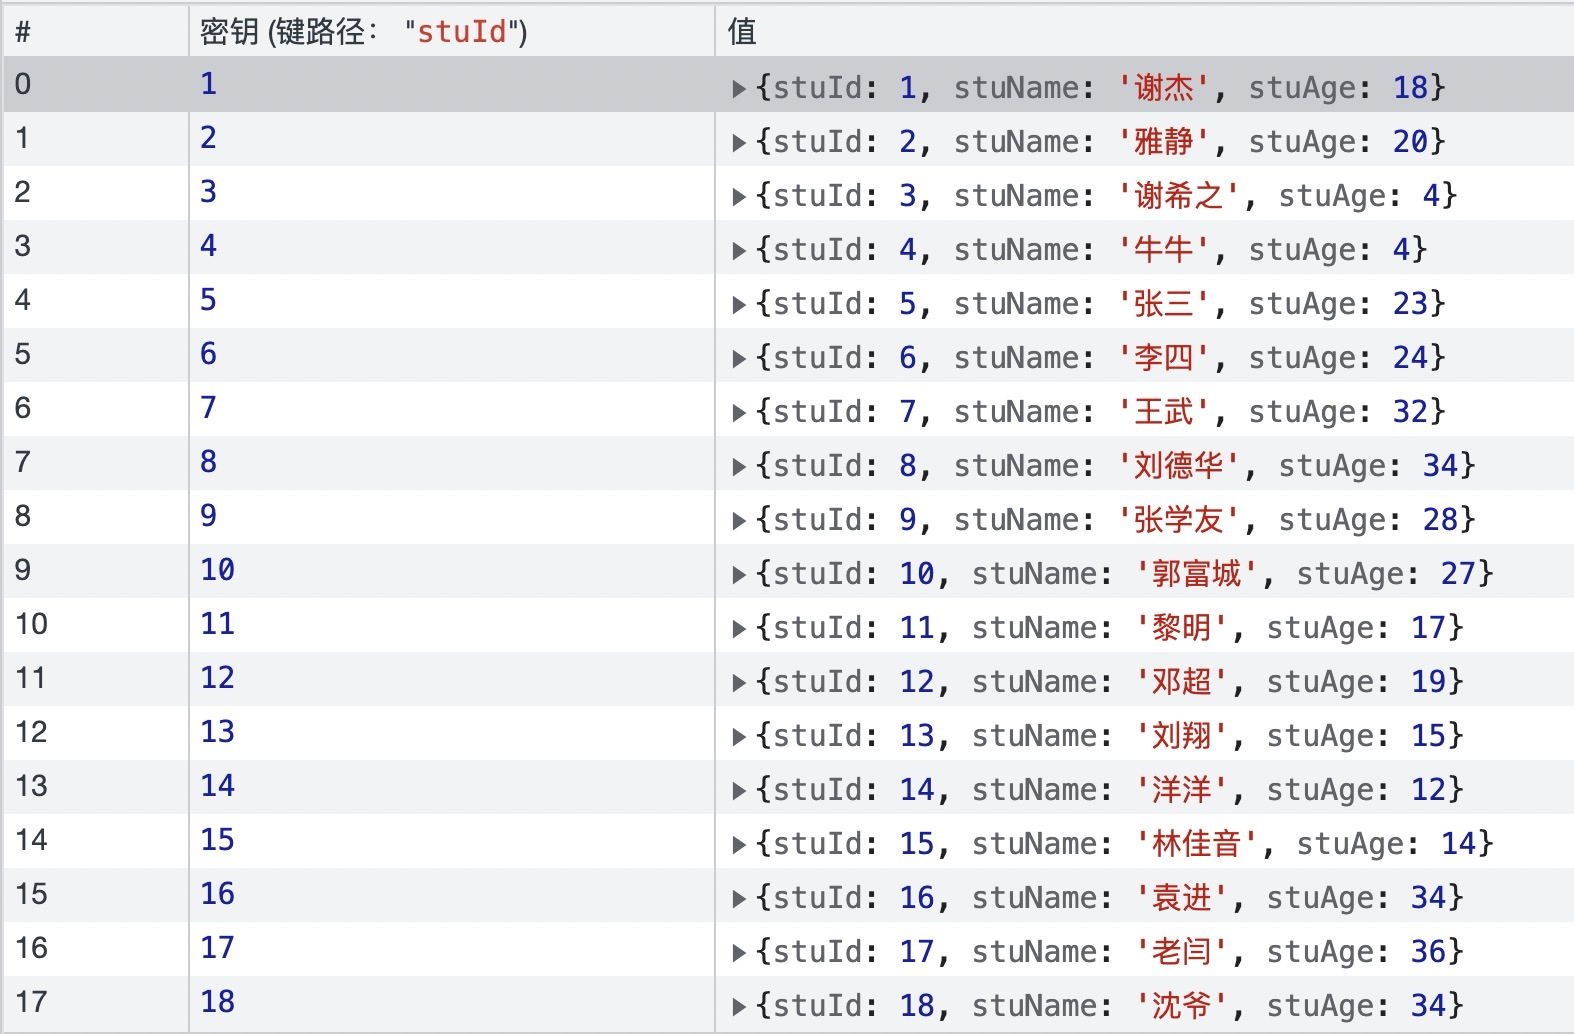 # 密钥 (键路径： "stuId") 值
0 1 ▶{stuId: 1, stuName: '谢杰', stuAge: 18}
1 2 ▶{stuId: 2, stuName: '雅静', stuAge: 20}
2 3 ▶{stuId: 3, stuName: '谢希之', stuAge: 4}
3 4 ▶{stuId: 4, stuName: '牛牛', stuAge: 4}
4 5 ▶{stuId: 5, stuName: '张三', stuAge: 23}
5 6 ▶{stuId: 6, stuName: '李四', stuAge: 24}
6 7 ▶{stuId: 7, stuName: '王武', stuAge: 32}
7 8 ▶{stuId: 8, stuName: '刘德华', stuAge: 34}
8 9 ▶{stuId: 9, stuName: '张学友', stuAge: 28}
9 10 ▶{stuId: 10, stuName: '郭富城', stuAge: 27}
10 11 ▶{stuId: 11, stuName: '黎明', stuAge: 17}
11 12 ▶{stuId: 12, stuName: '邓超', stuAge: 19}
12 13 ▶{stuId: 13, stuName: '刘翔', stuAge: 15}
13 14 ▶{stuId: 14, stuName: '洋洋', stuAge: 12}
14 15 ▶{stuId: 15, stuName: '林佳音', stuAge: 14}
15 16 ▶{stuId: 16, stuName: '袁进', stuAge: 34}
16 17 ▶{stuId: 17, stuName: '老闫', stuAge: 36}
17 18 ▶{stuId: 18, stuName: '沈爷', stuAge: 34}